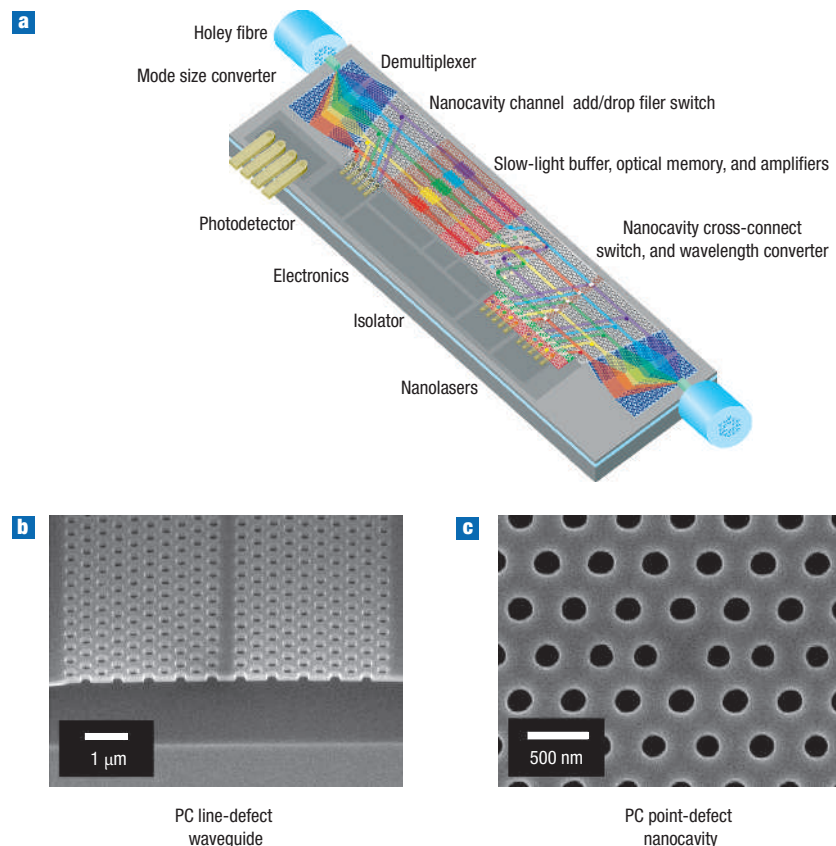 a
Holey fibre
Mode size converter
Demultiplexer
Nanocavity channel add/drop filer switch
Slow-light buffer, optical memory, and amplifiers
Photodetector
Nanocavity cross-connect
switch, and wavelength converter
Electronics
Isolator
Nanolasers
b
1 μm
PC line-defect
waveguide
c
500 nm
PC point-defect
nanocavity